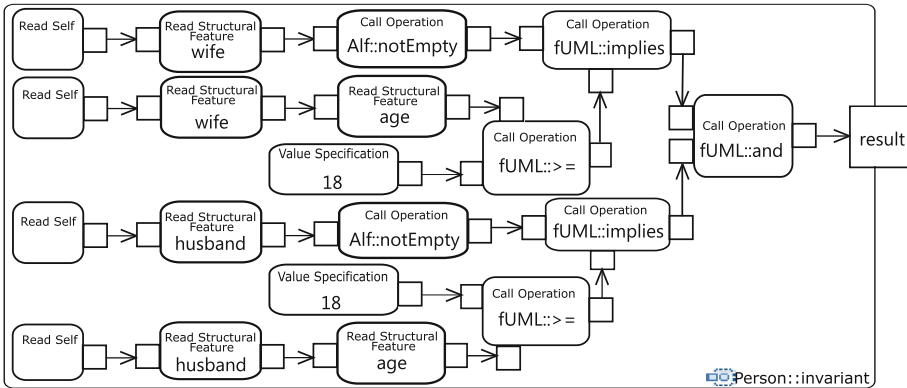 Read Self
Read Structural
Feature
wife
Call Operation
Alf::notEmpty
Call Operation
fUML::implies
Read Self
Read Structural
Feature
wife
Read Structural
Feature
age
Value Specification
18
Call Operation
fUML::>=
Call Operation
fUML::and
result
Read Self
Read Structural
Feature
husband
Call Operation
Alf::notEmpty
Call Operation
fUML::implies
Value Specification
18
Call Operation
fUML::>=
Read Self
Read Structural
Feature
husband
Read Structural
Feature
age
Person::invariant